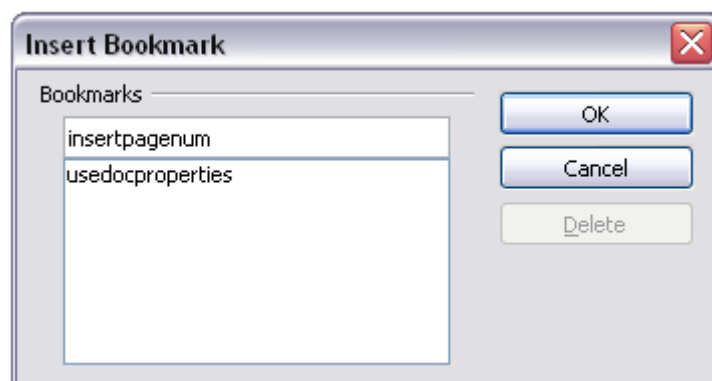 Insert Bookmark
Bookmarks
OK
insertpagenum
usedocproperties
Cancel
Delete